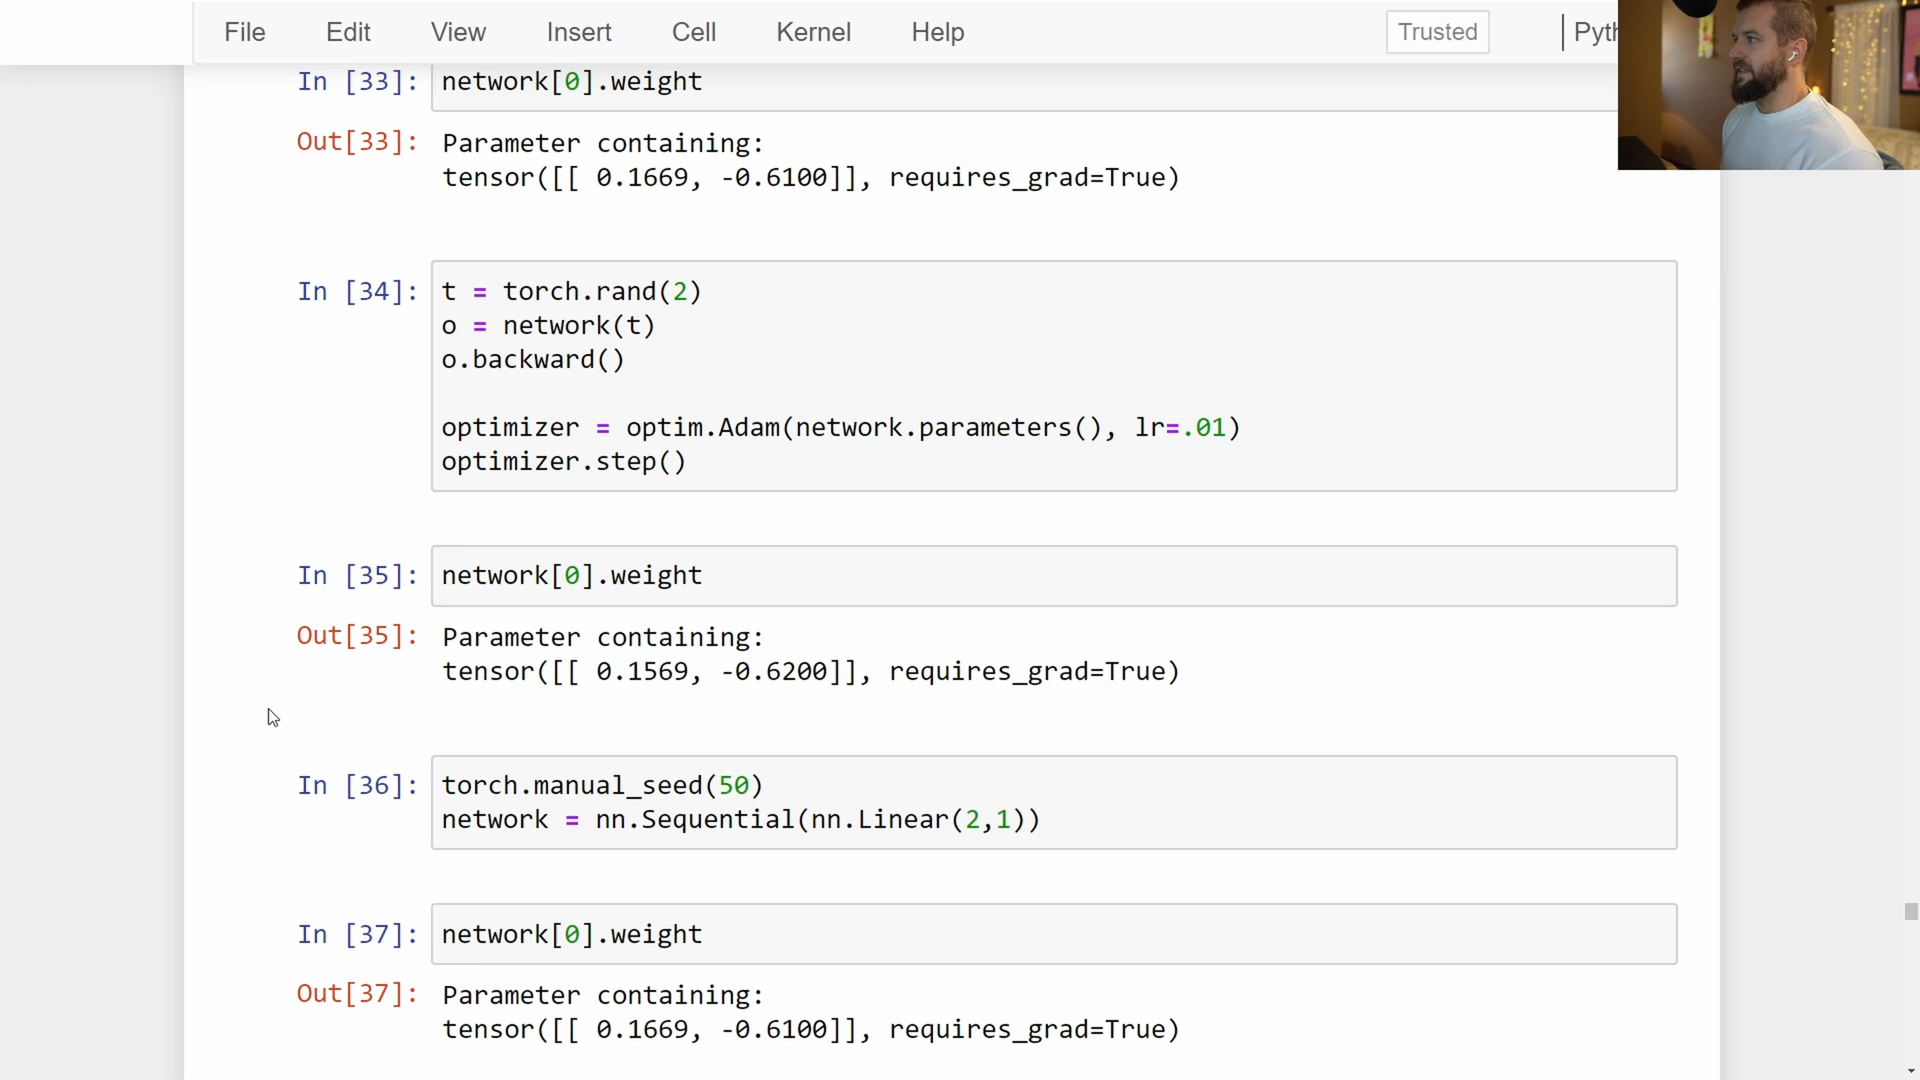 File Edit View Insert Cell Kernel Help Trusted
In [33]: network[0].weight
Out[33]: Parameter containing:
tensor([[ 0.1669, -0.6100]], requires_grad=True)
In [34]: t = torch.rand(2)
o = network(t)
o.backward()
optimizer = optim.Adam(network.parameters(), lr=.01)
optimizer.step()
In [35]: network[0].weight
Out[35]: Parameter containing:
tensor([[ 0.1569, -0.6200]], requires_grad=True)
In [36]: torch.manual_seed(50)
network = nn.Sequential(nn.Linear(2,1))
In [37]: network[0].weight
Out[37]: Parameter containing:
tensor([[ 0.1669, -0.6100]], requires_grad=True)